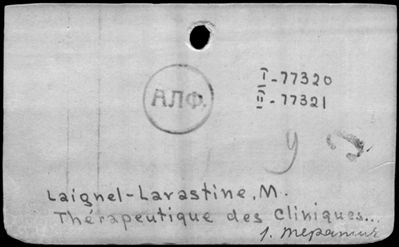 I-77320
II-77321
АЛФ.
У
Laignel-Lavastine, M.
Thérapeutique des Cliniques...
1. Терапия